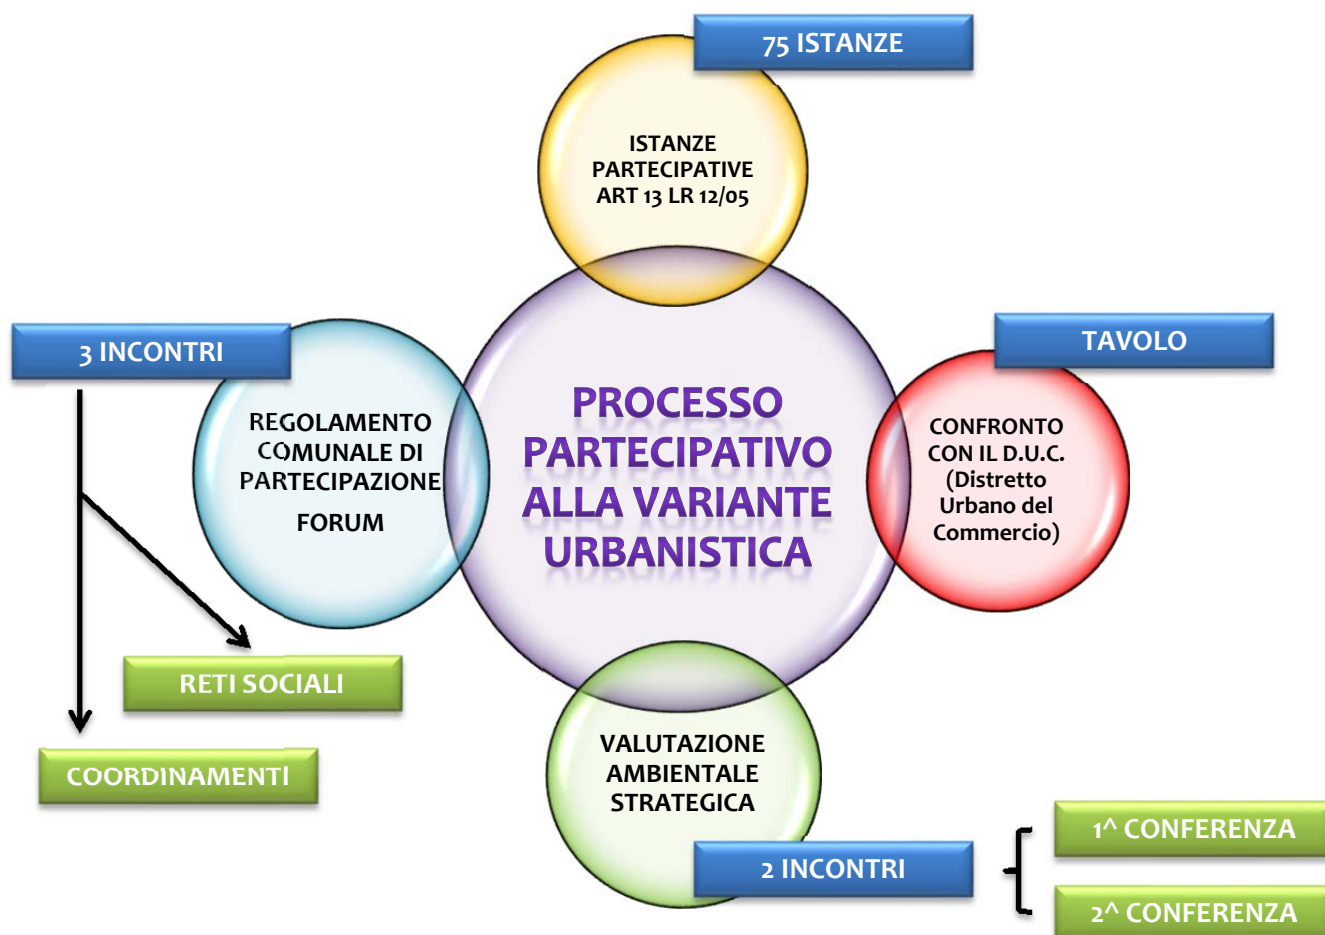 75 ISTANZE
ISTANZE
PARTECIPATIVE
ART 13 LR 12/05
3 INCONTRI
TAVOLO
REGOLAMENTO
COMUNALE DI
PARTECIPAZIONE
FORUM
PROCESSO
PARTECIPATIVO
ALLA VARIANTE
URBANISTICA
CONFRONTO
CON IL D.U.C.
(Distretto
Urbano del
Commercio)
RETI SOCIALI
COORDINAMENTI
VALUTAZIONE
AMBIENTALE
STRATEGICA
2 INCONTRI
1^ CONFERENZA
2^ CONFERENZA